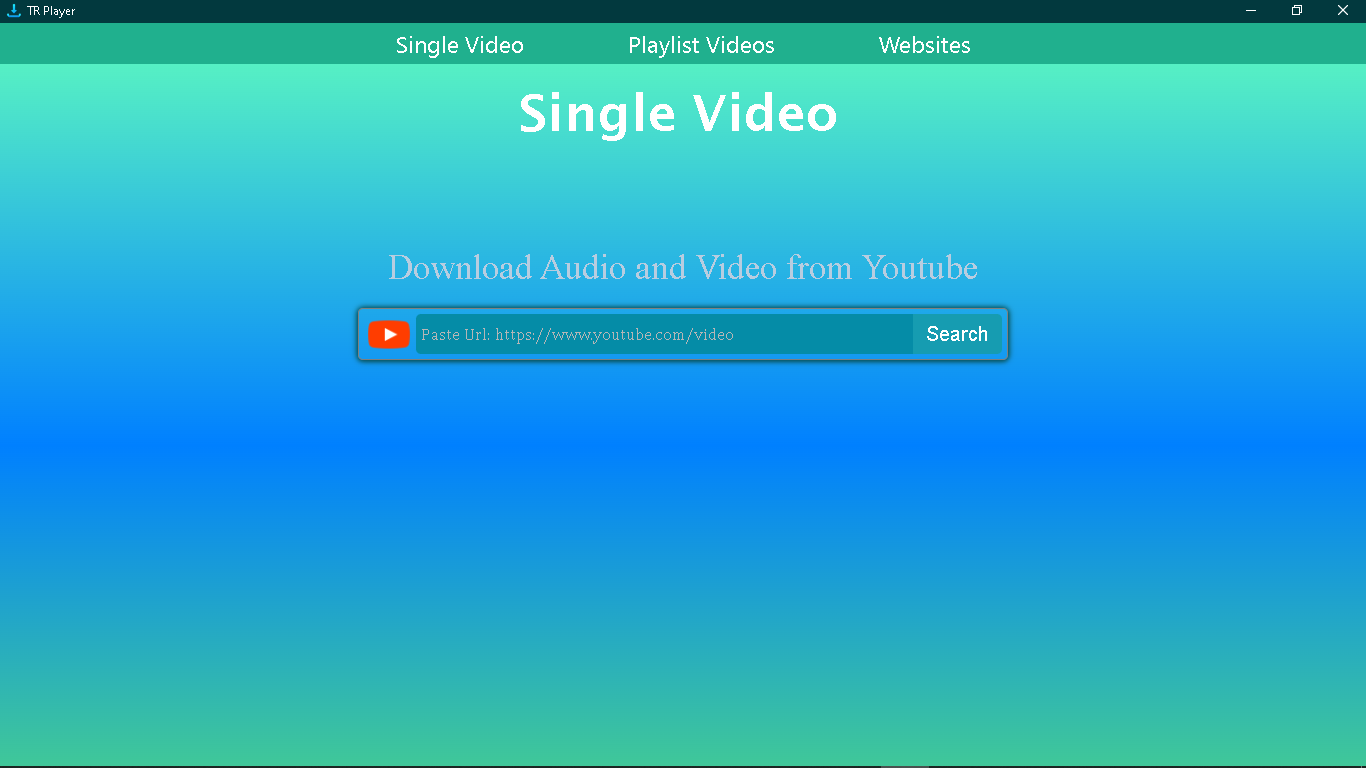 TR Player
Single Video Playlist Videos Websites
Single Video
Download Audio and Video from Youtube
Paste Url: https://www.youtube.com/video Search